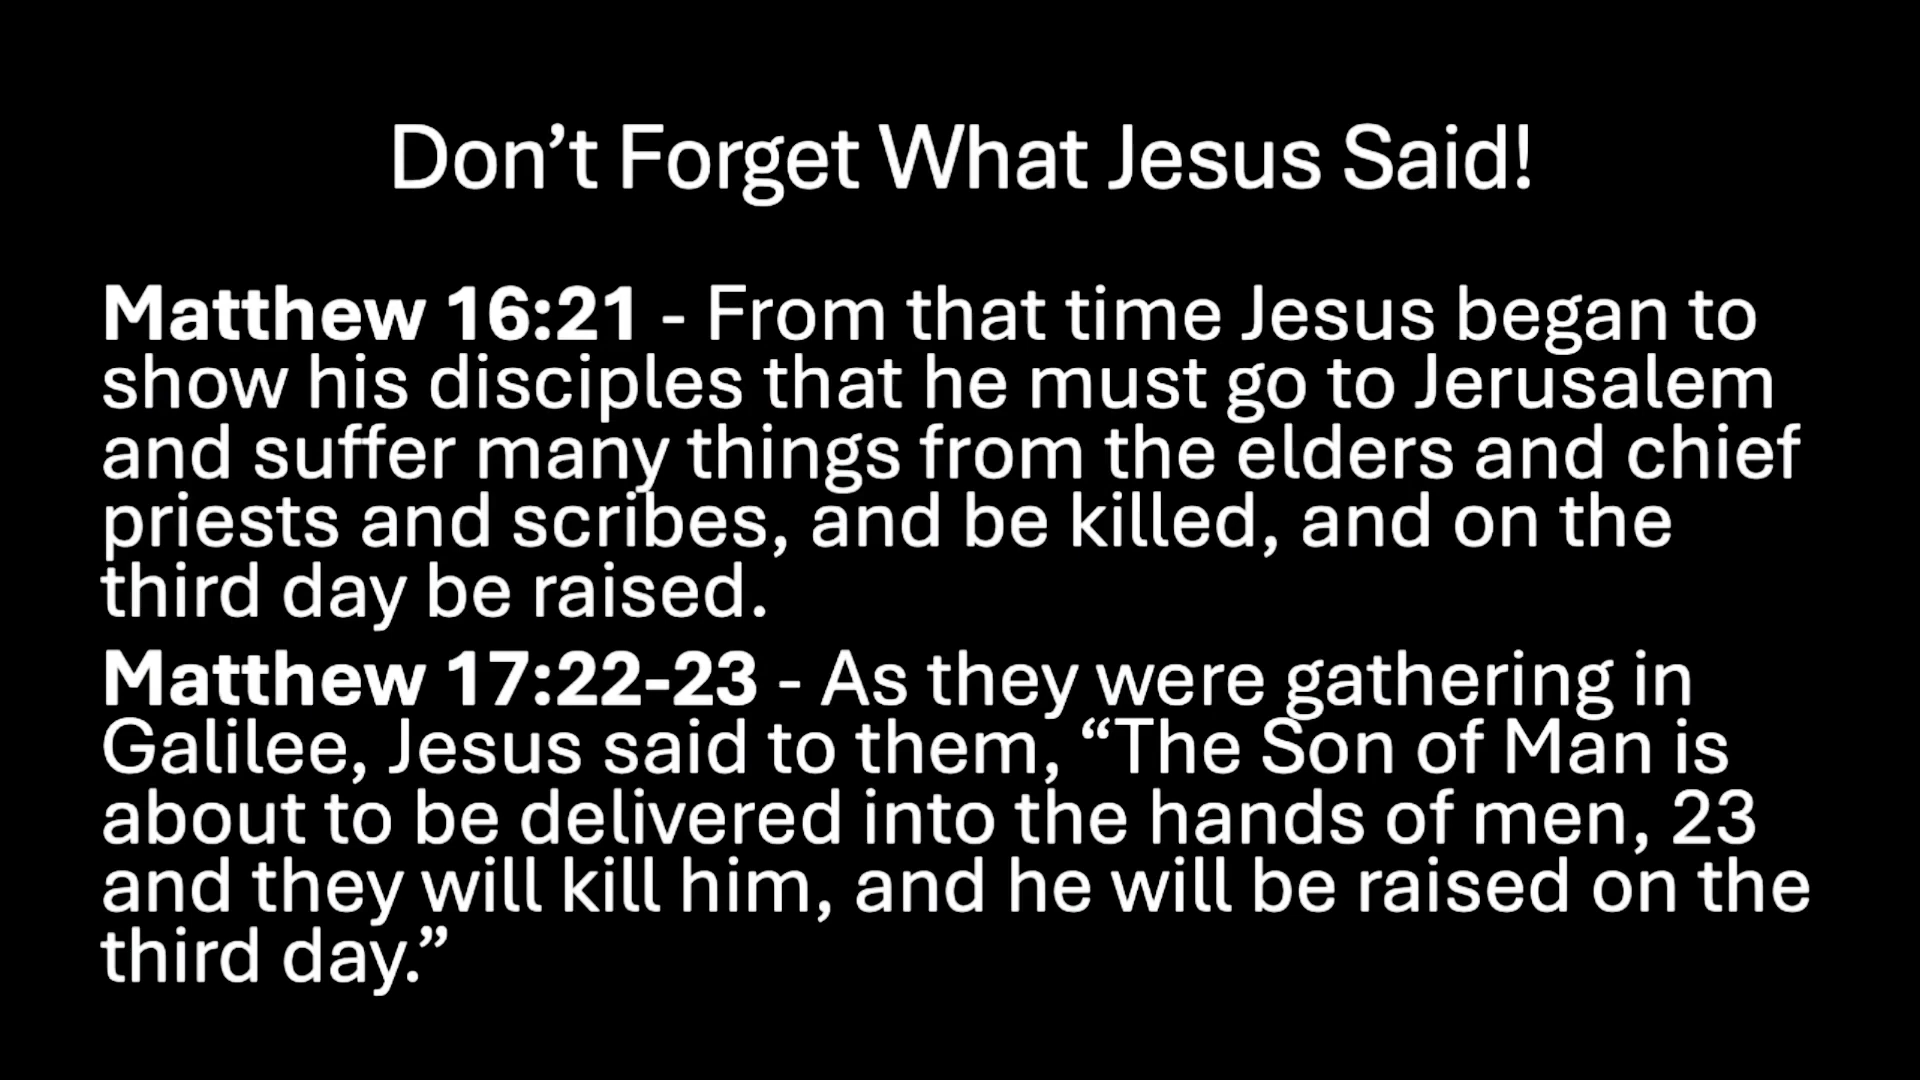 Don’t Forget What Jesus Said!
Matthew 16:21 - From that time Jesus began to
show his disciples that he must go to Jerusalem
and suffer many things from the elders and chief
priests and scribes, and be killed, and on the
third day be raised.
Matthew 17:22-23 - As they were gathering in
Galilee, Jesus said to them, “The Son of Man is
about to be delivered into the hands of men, 23
and they will kill him, and he will be raised on the
third day.”